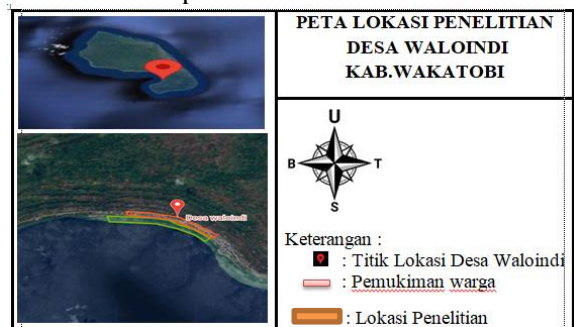 PETA LOKASI PENELITIAN
DESA WALOINDI
KAB.WAKATOBI
Desa waloindi
U
B
T
S
Keterangan :
: Titik Lokasi Desa Waloindi
: Pemukiman warga
: Lokasi Penelitian